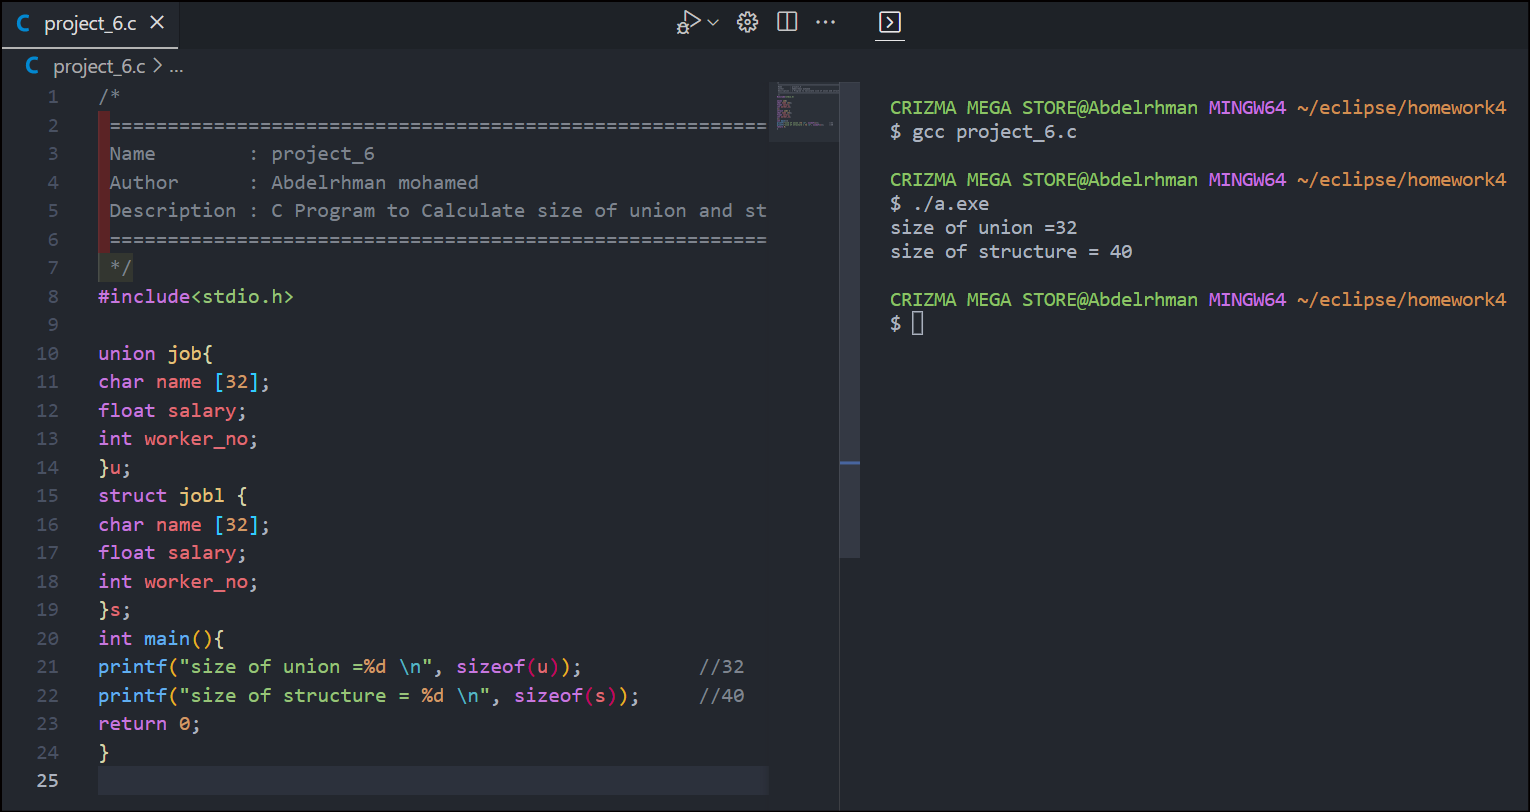 project_6.c
project_6.c > ...
1 /*
2 =========================================================
3 Name        : project_6
4 Author      : Abdelrhman mohamed
5 Description : C Program to Calculate size of union and st
6 =========================================================
7 */
8 #include<stdio.h>
9
10 union job{
11 char name [32];
12 float salary;
13 int worker_no;
14 }u;
15 struct jobl {
16 char name [32];
17 float salary;
18 int worker_no;
19 }s;
20 int main(){
21 printf("size of union =%d \n", sizeof(u));          //32
22 printf("size of structure = %d \n", sizeof(s));     //40
23 return 0;
24 }
25
CRIZMA MEGA STORE@Abdelrhman MINGW64 ~/eclipse/homework4
$ gcc project_6.c
CRIZMA MEGA STORE@Abdelrhman MINGW64 ~/eclipse/homework4
$ ./a.exe
size of union =32
size of structure = 40
CRIZMA MEGA STORE@Abdelrhman MINGW64 ~/eclipse/homework4
$